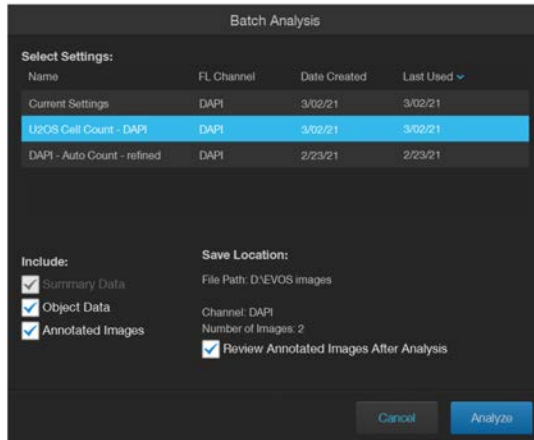 Batch Analysis
Select Settings:
Name FL Channel Date Created Last Used
Current Settings DAPI 3/02/21 3/02/21
U2OS Cell Count - DAPI DAPI 3/02/21 3/02/21
DAPI - Auto Count - refined DAPI 2/23/21 2/23/21
Include:
Summary Data
Object Data
Annotated Images
Save Location:
File Path: D:\EVOS images
Channel: DAPI
Number of Images: 2
Review Annotated Images After Analysis
Cancel Analyze